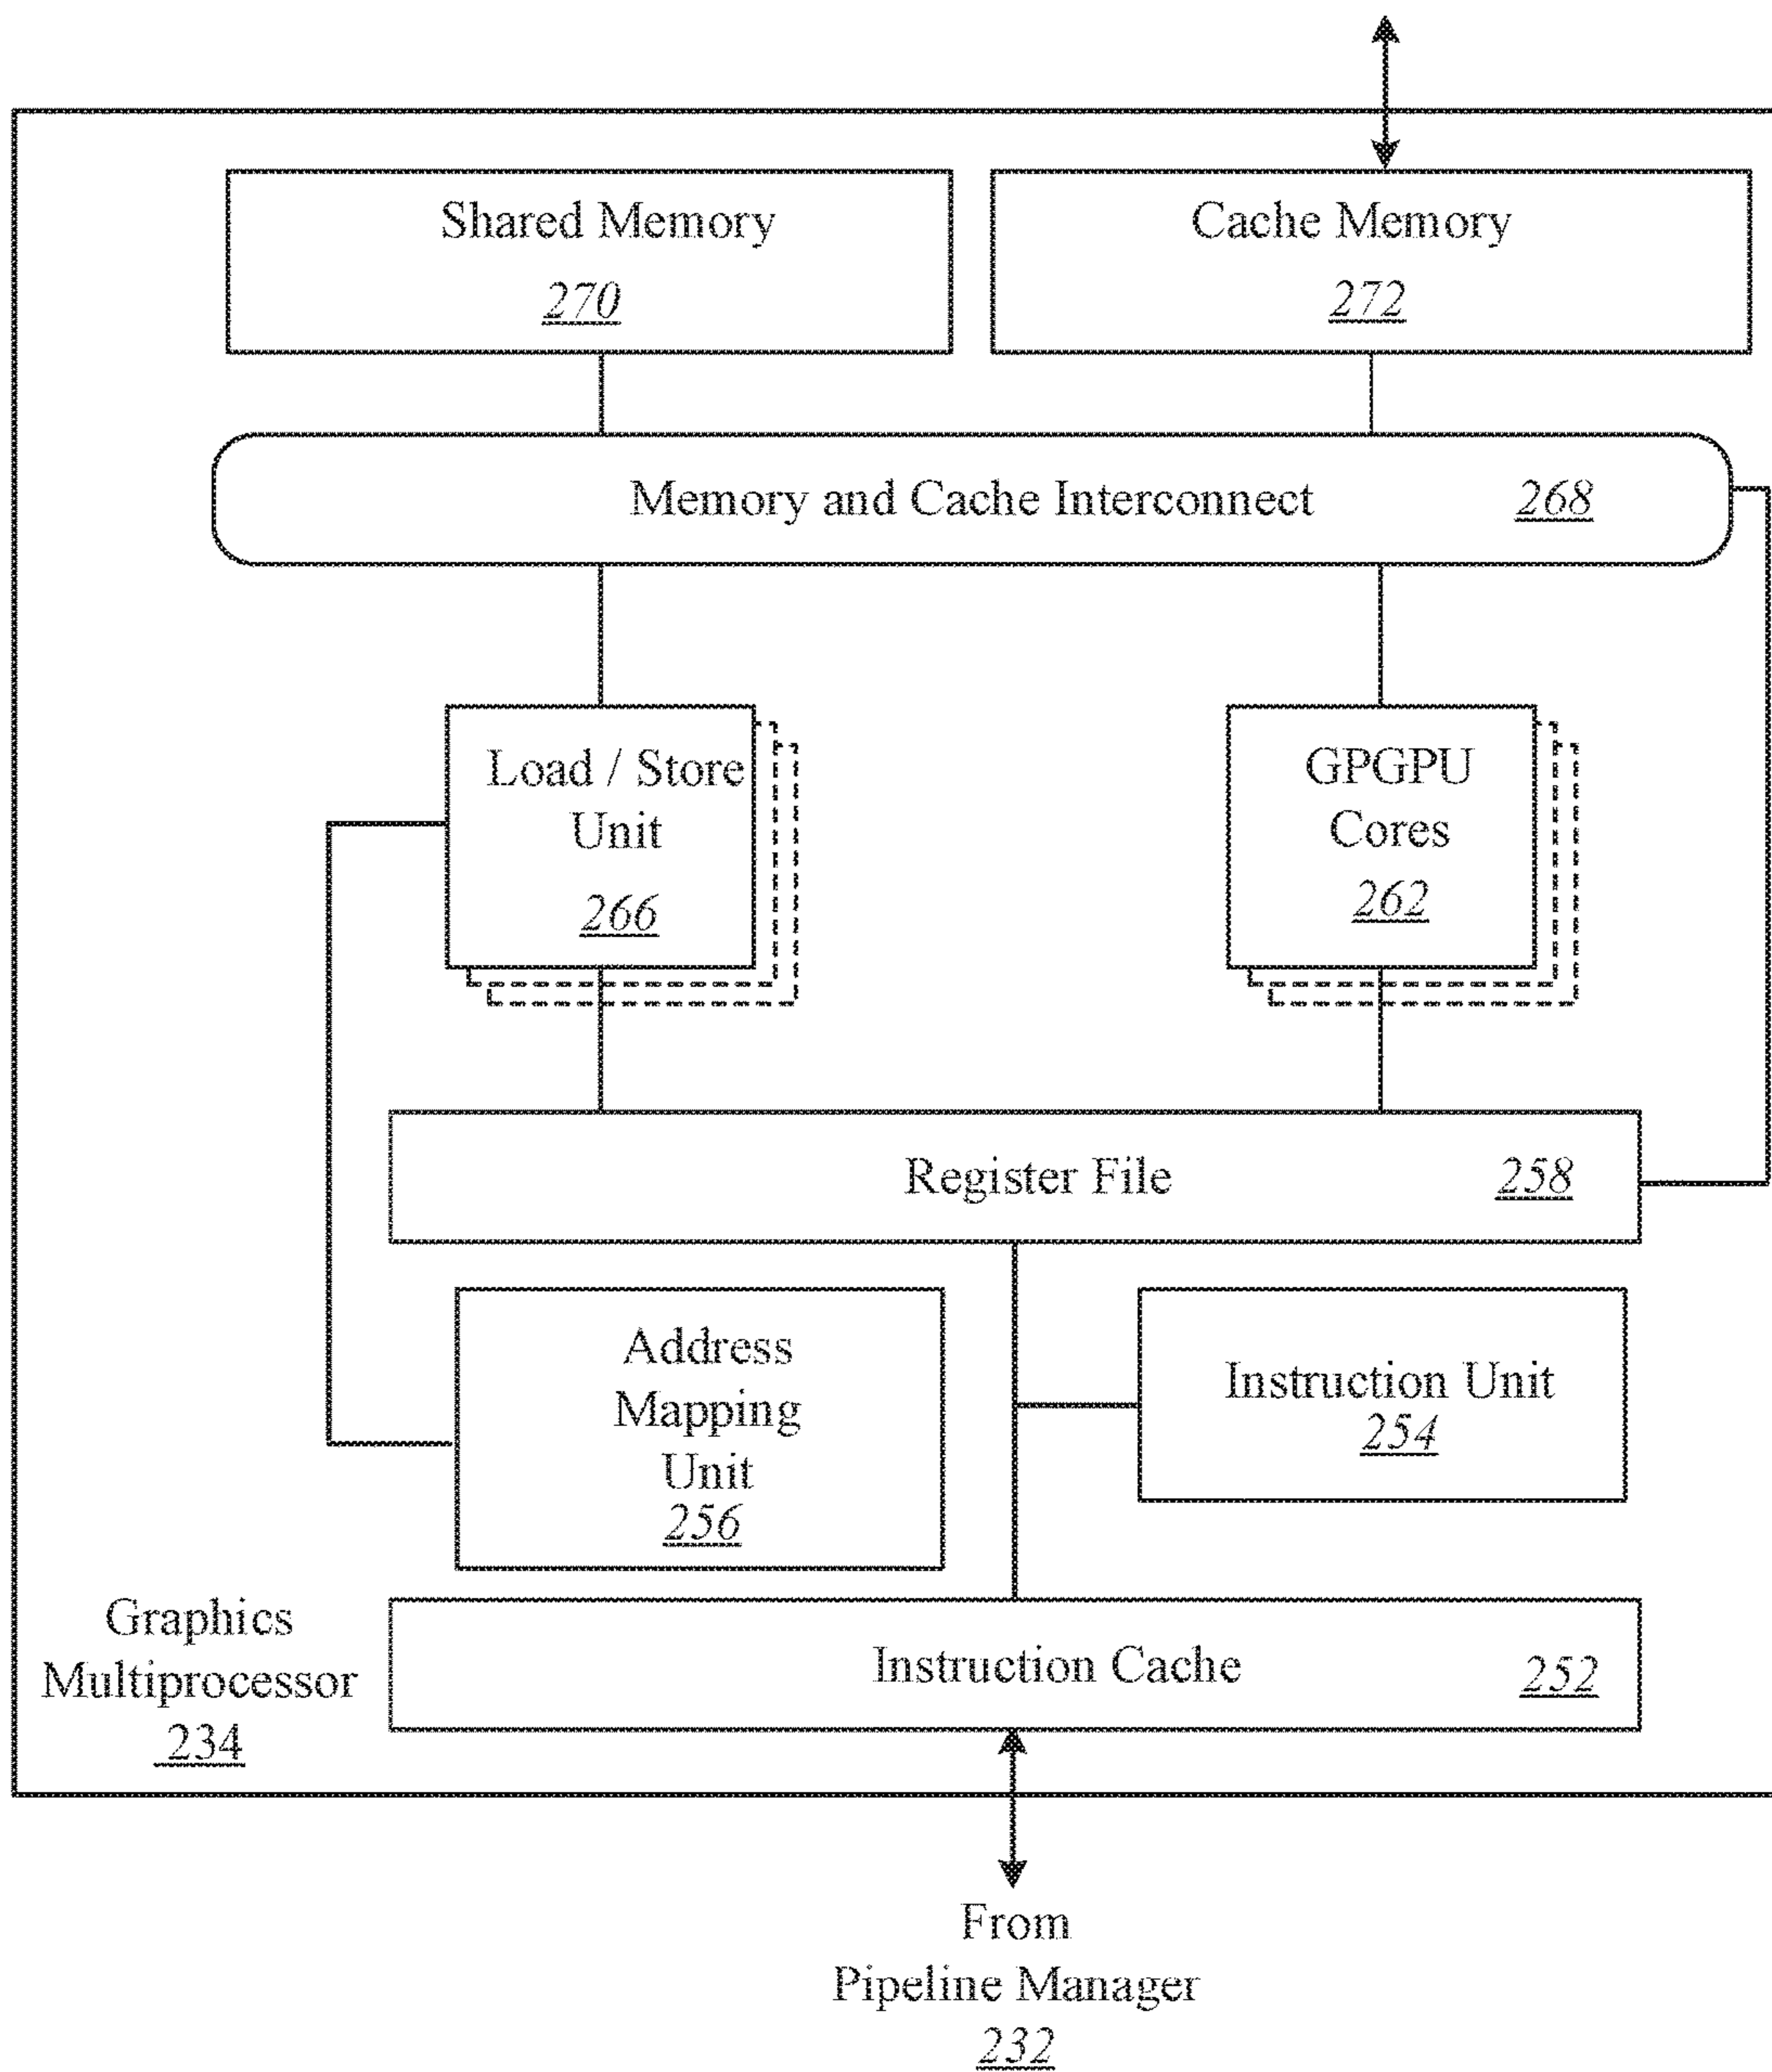 Shared Memory
270
Cache Memory
272
Memory and Cache Interconnect 268
Load / Store
Unit
266
GPGPU
Cores
262
Register File 258
Address
Mapping
Unit
256
Instruction Unit
254
Graphics
Multiprocessor
234
Instruction Cache 252
From
Pipeline Manager
232